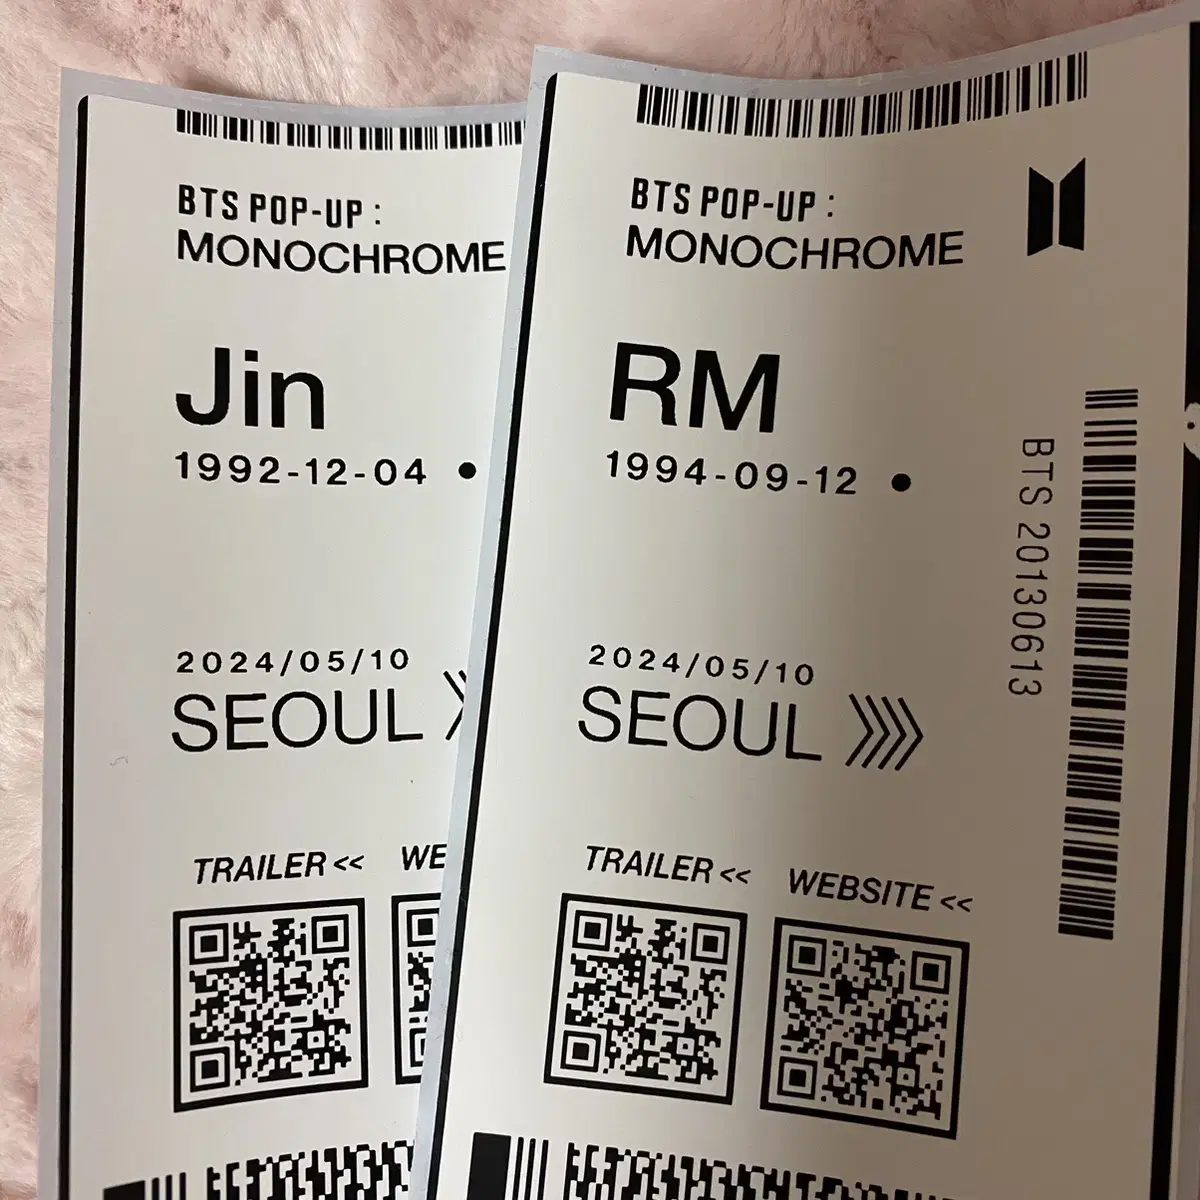 BTS POP-UP :
MONOCHROME
Jin
1992-12-04 •
2024/05/10
SEOUL
TRAILER <<
WE
BTS POP-UP :
MONOCHROME
RM
1994-09-12 •
BTS 20130613
2024/05/10
SEOUL
TRAILER <<
WEBSITE <<